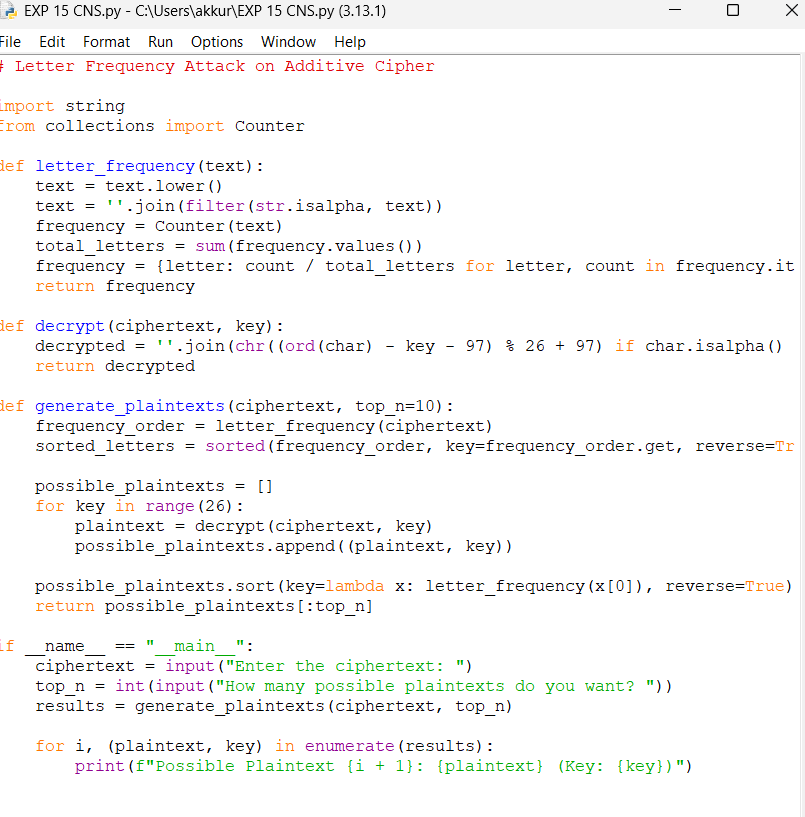 EXP 15 CNS.py - C:\Users\akkur\EXP 15 CNS.py (3.13.1)
File Edit Format Run Options Window Help
# Letter Frequency Attack on Additive Cipher
import string
from collections import Counter
def letter_frequency(text):
    text = text.lower()
    text = ''.join(filter(str.isalpha, text))
    frequency = Counter(text)
    total_letters = sum(frequency.values())
    frequency = {letter: count / total_letters for letter, count in frequency.it
    return frequency
def decrypt(ciphertext, key):
    decrypted = ''.join(chr((ord(char) - key - 97) % 26 + 97) if char.isalpha()
    return decrypted
def generate_plaintexts(ciphertext, top_n=10):
    frequency_order = letter_frequency(ciphertext)
    sorted_letters = sorted(frequency_order, key=frequency_order.get, reverse=Tr
    possible_plaintexts = []
    for key in range(26):
        plaintext = decrypt(ciphertext, key)
        possible_plaintexts.append((plaintext, key))
    possible_plaintexts.sort(key=lambda x: letter_frequency(x[0]), reverse=True)
    return possible_plaintexts[:top_n]
if __name__ == "__main__":
    ciphertext = input("Enter the ciphertext: ")
    top_n = int(input("How many possible plaintexts do you want? "))
    results = generate_plaintexts(ciphertext, top_n)
    for i, (plaintext, key) in enumerate(results):
        print(f"Possible Plaintext {i + 1}: {plaintext} (Key: {key})")